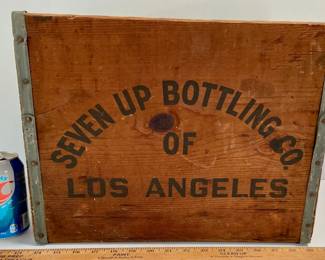 SEVEN UP BOTTLING CO.
OF
LOS ANGELES